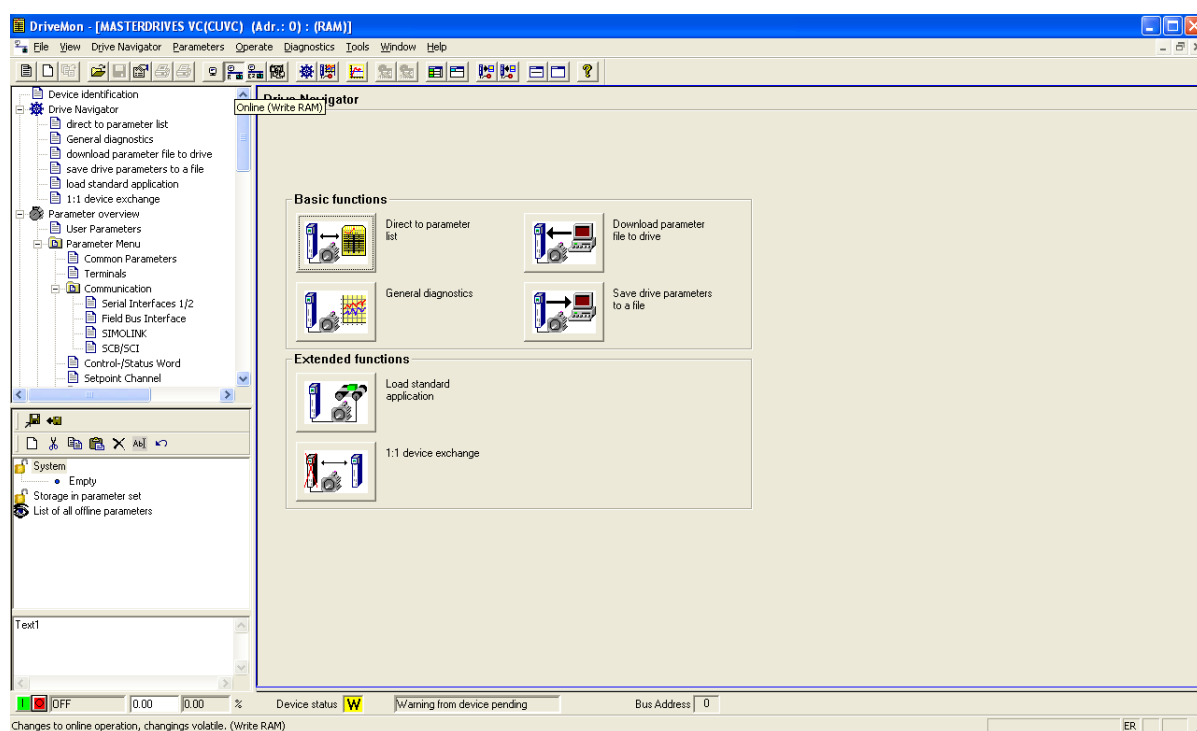 DriveMon - [MASTERDRIVES VC(CUVC) (Adr.: 0) : (RAM)]
File View Drive Navigator Parameters Operate Diagnostics Tools Window Help
Device identification
Drive Navigator
direct to parameter list
General diagnostics
download parameter file to drive
save drive parameters to a file
load standard application
1:1 device exchange
Parameter overview
User Parameters
Parameter Menu
Common Parameters
Terminals
Communication
Serial Interfaces 1/2
Field Bus Interface
SIMOLINK
SCB/SCI
Control-/Status Word
Setpoint Channel
Online (Write RAM)
Drive Navigator
Basic functions
Direct to parameter
list
Download parameter
file to drive
General diagnostics
Save drive parameters
to a file
Extended functions
Load standard
application
1:1 device exchange
System
Empty
Storage in parameter set
List of all offline parameters
Text1
OFF 0.00 0.00 % Device status W Warning from device pending Bus Address 0
Changes to online operation, changings volatile. (Write RAM) ER